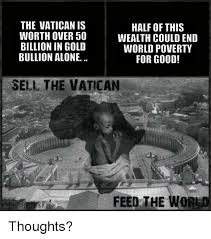 THE VATICAN IS
WORTH OVER 50
BILLION IN GOLD
BULLION ALONE...
HALF OF THIS
WEALTH COULD END
WORLD POVERTY
FOR GOOD!
SELL THE VATICAN
FEED THE WORLD
Thoughts?